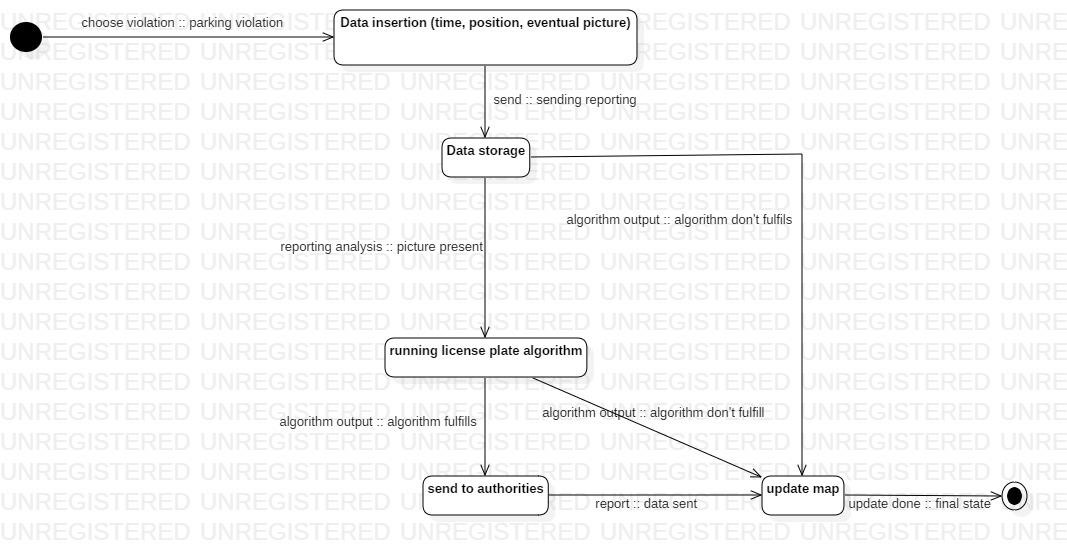 choose violation :: parking violation
Data insertion (time, position, eventual picture)
send :: sending reporting
Data storage
algorithm output :: algorithm don't fulfils
reporting analysis :: picture present
running license plate algorithm
algorithm output :: algorithm don't fulfill
algorithm output :: algorithm fulfills
send to authorities
update map
report :: data sent
update done :: final state
UNREGISTERED